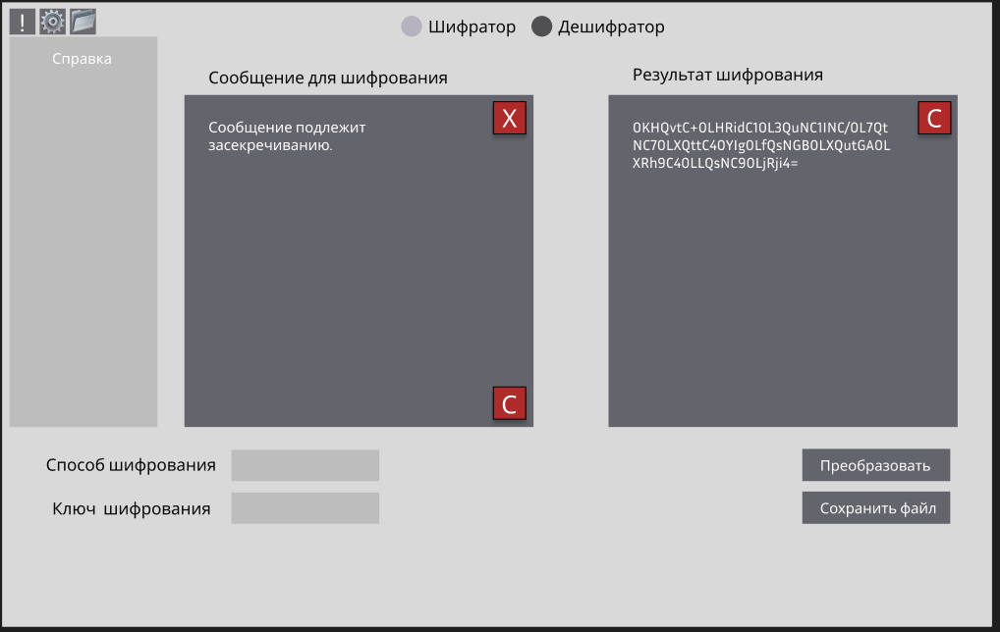 !
Шифратор Дешифратор
Справка
Сообщение для шифрования
Результат шифрования
X
C
Сообщение подлежит
засекречиванию.
0KHQvtC+0LHRidC10L3QuNC1INC/0L7Qt
NC70LXQttC40YIg0LfQsNGB0LXQutGA0L
XRh9C40LLQsNC90LjRji4=
C
Способ шифрования
Преобразовать
Ключ шифрования
Сохранить файл